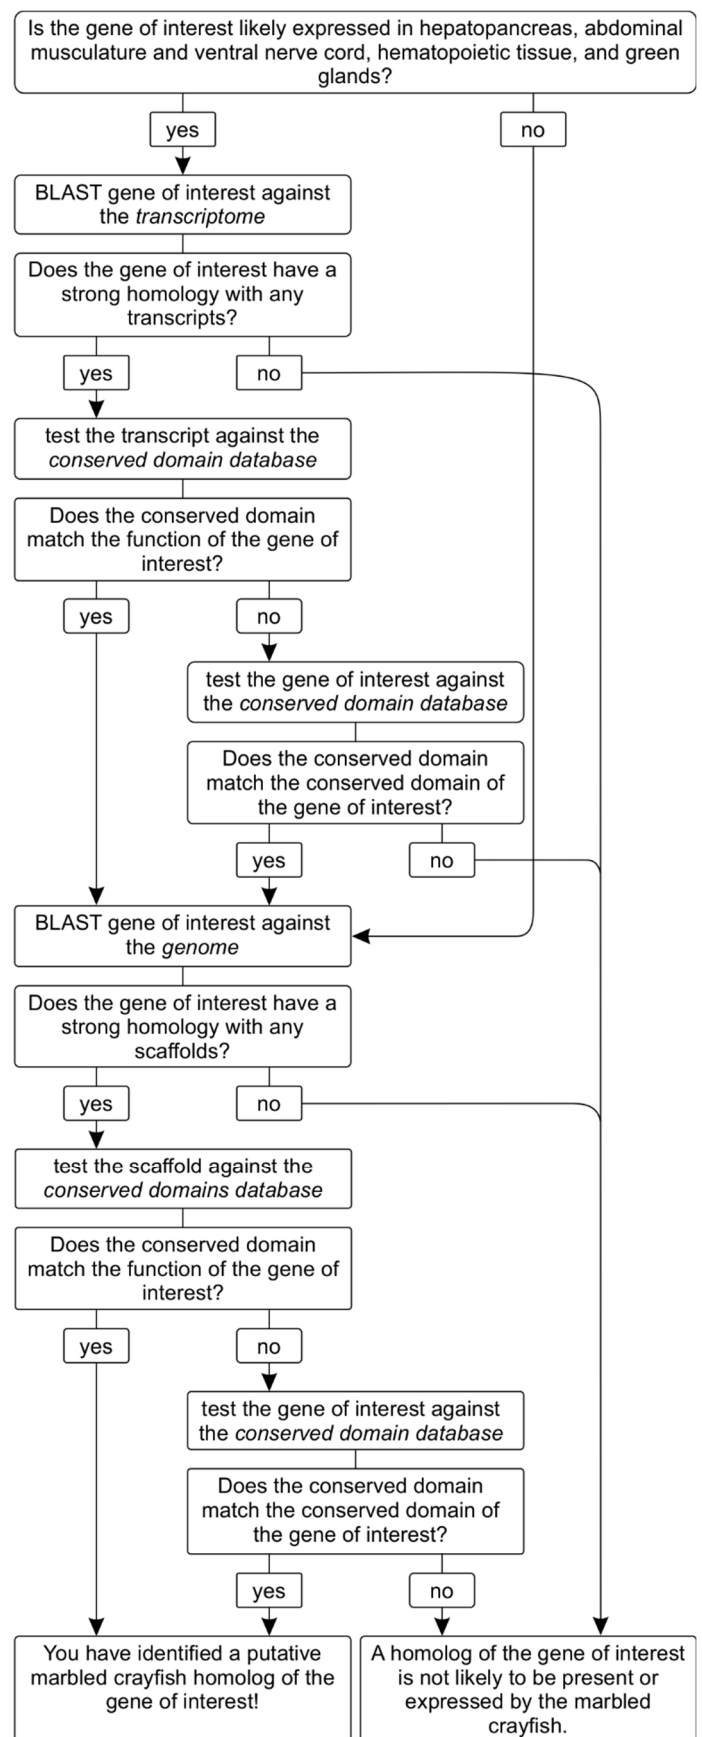 Is the gene of interest likely expressed in hepatopancreas, abdominal
musculature and ventral nerve cord, hematopoietic tissue, and green
glands?
yes
no
BLAST gene of interest against
the transcriptome
Does the gene of interest have a
strong homology with any
transcripts?
yes
no
test the transcript against the
conserved domain database
Does the conserved domain
match the function of the gene of
interest?
yes
no
test the gene of interest against
the conserved domain database
Does the conserved domain
match the conserved domain of
the gene of interest?
yes
no
BLAST gene of interest against
the genome
Does the gene of interest have a
strong homology with any
scaffolds?
yes
no
test the scaffold against the
conserved domains database
Does the conserved domain
match the function of the gene of
interest?
yes
no
test the gene of interest against
the conserved domain database
Does the conserved domain
match the conserved domain of
the gene of interest?
yes
no
You have identified a putative
marbled crayfish homolog of the
gene of interest!
A homolog of the gene of interest
is not likely to be present or
expressed by the marbled
crayfish.